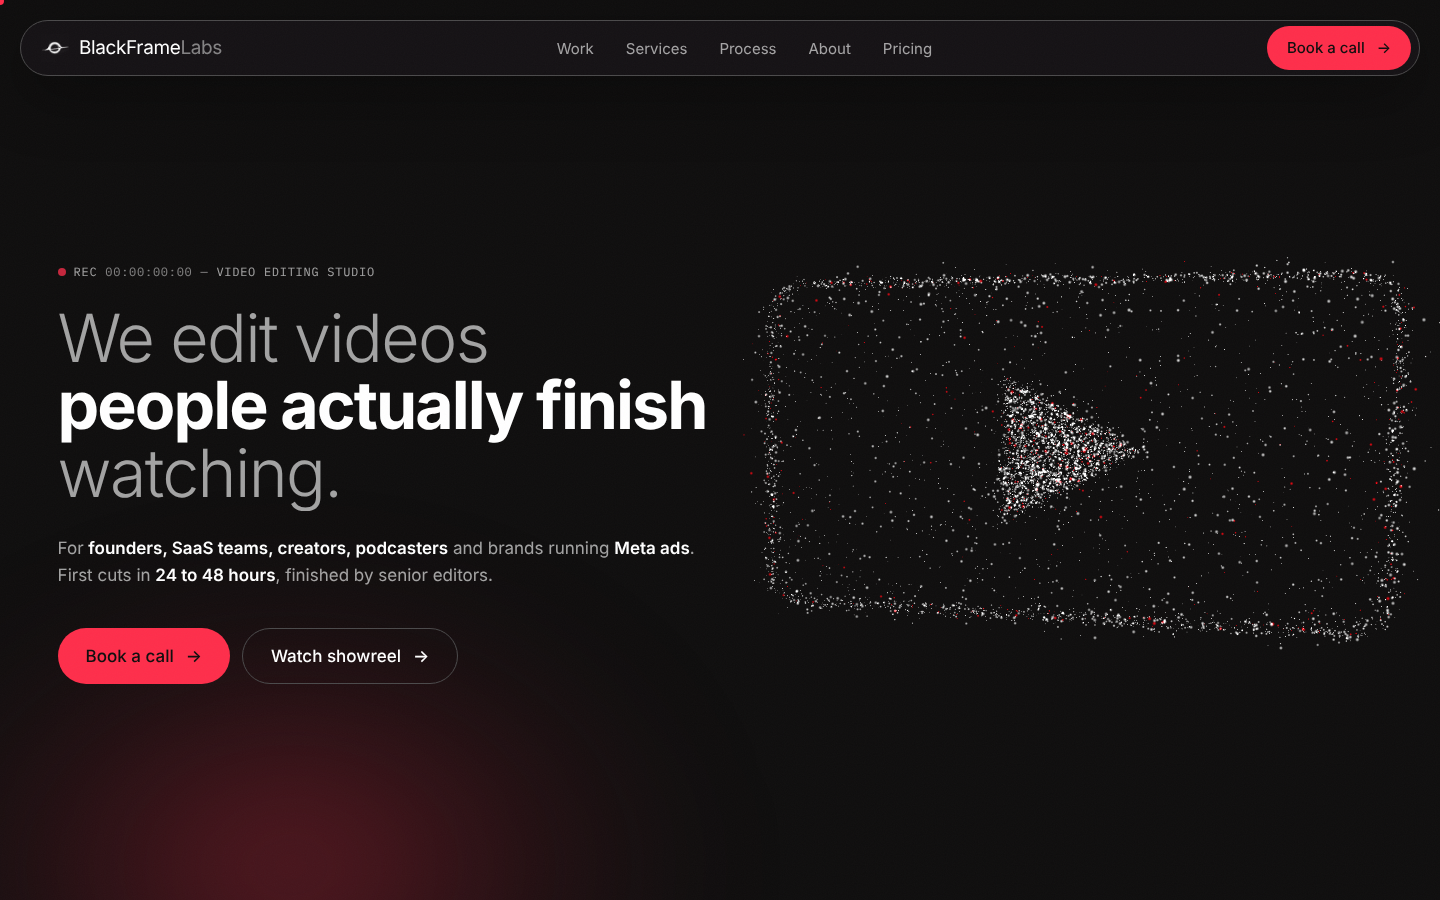 BlackFrameLabs
Work Services Process About Pricing
Book a call →
REC 00:00:00:00 — VIDEO EDITING STUDIO
We edit videos
people actually finish
watching.
For founders, SaaS teams, creators, podcasters and brands running Meta ads.
First cuts in 24 to 48 hours, finished by senior editors.
Book a call → Watch showreel →